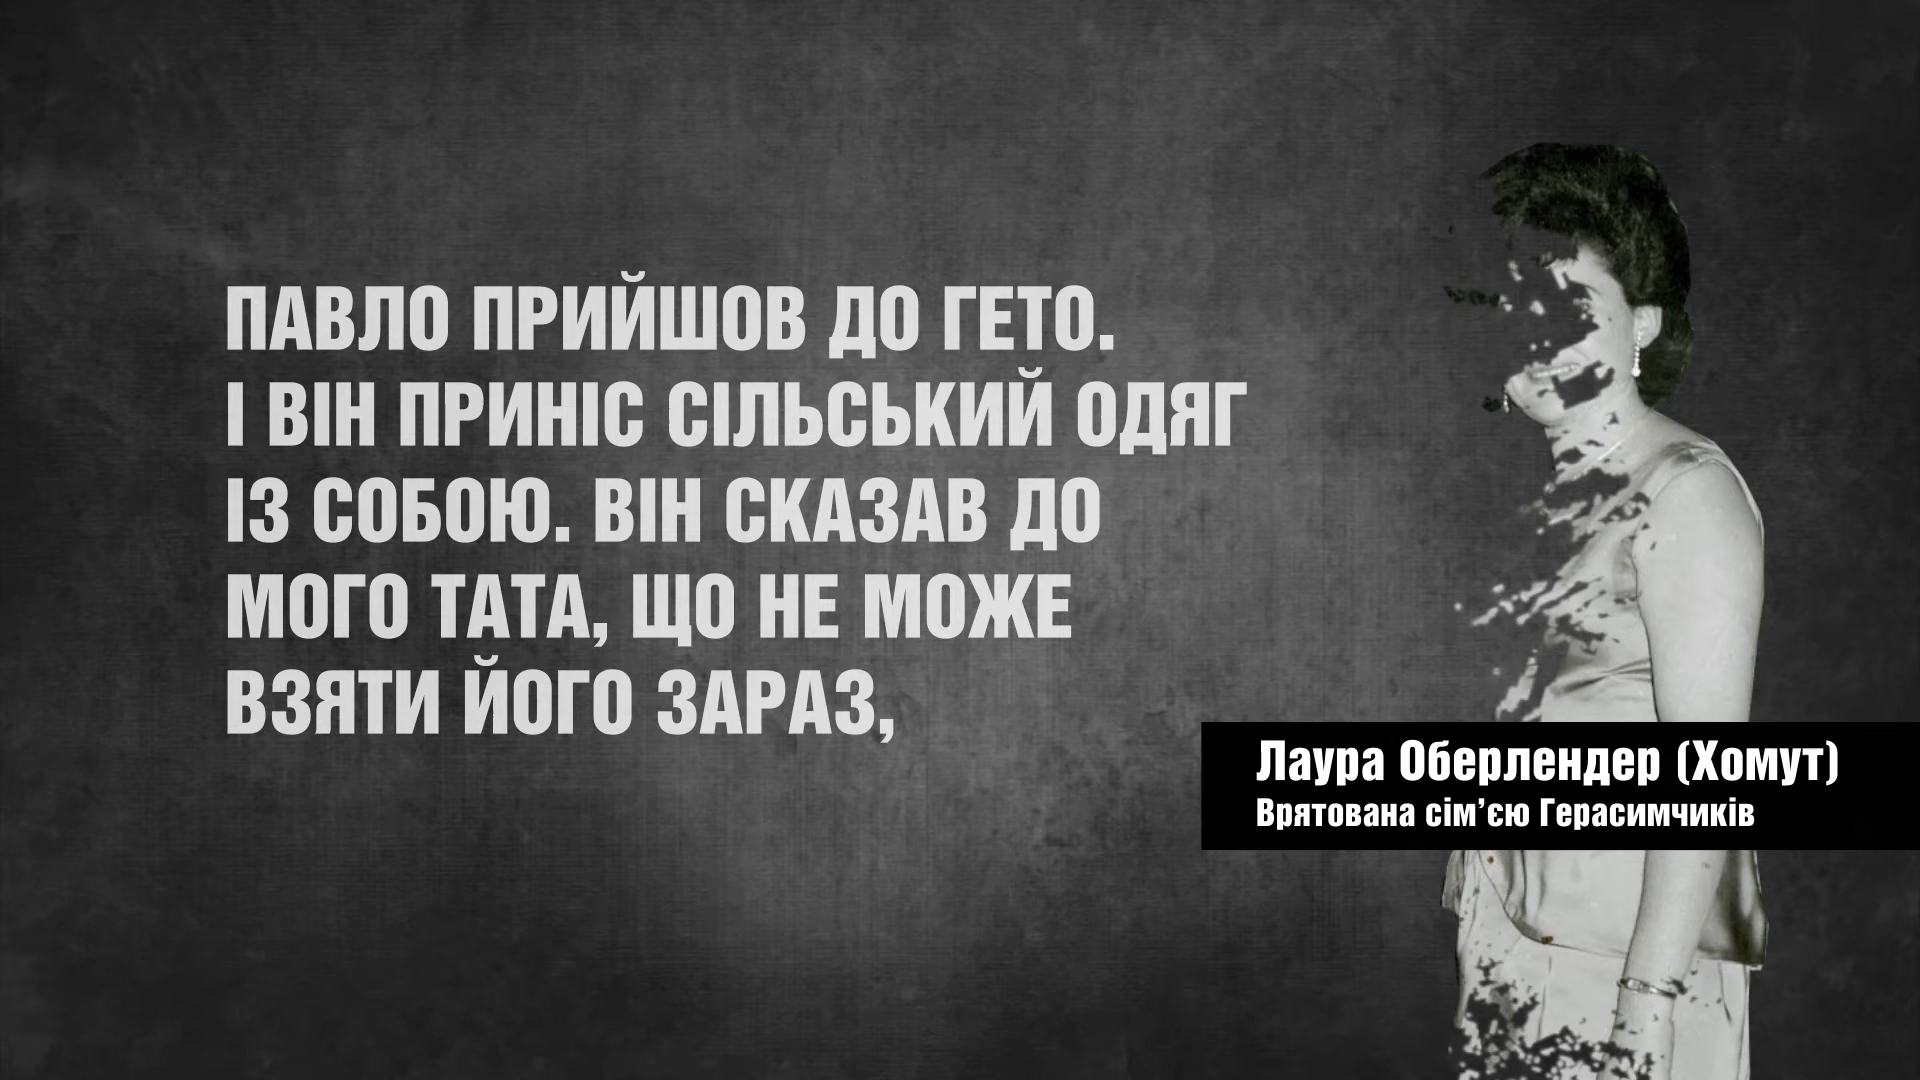 ПАВЛО ПРИЙШОВ ДО ГЕТО.
І ВІН ПРИНІС СІЛЬСЬКИЙ ОДЯГ
ІЗ СОБОЮ. ВІН СКАЗАВ ДО
МОГО ТАТА, ЩО НЕ МОЖЕ
ВЗЯТИ ЙОГО ЗАРАЗ,
Лаура Оберлендер (Хомут)
Врятована сім’єю Герасимчиків